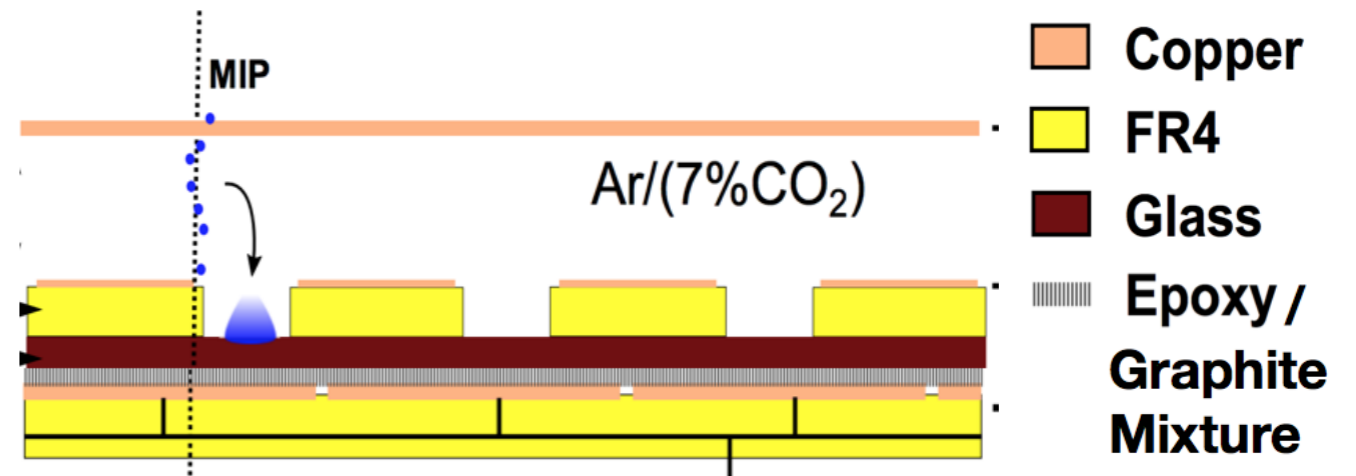 MIP
Ar/(7%CO₂)
Copper
FR4
Glass
Epoxy/
Graphite
Mixture